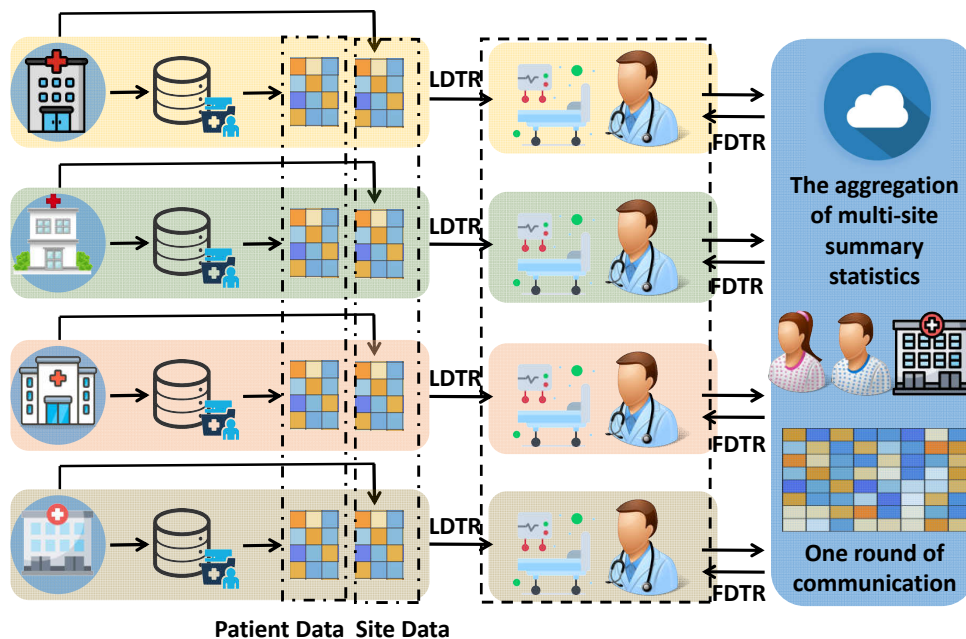 LDTR
FDTR
The aggregation
of multi-site
summary
statistics
LDTR
FDTR
LDTR
FDTR
LDTR
FDTR
One round of
communication
Patient Data Site Data